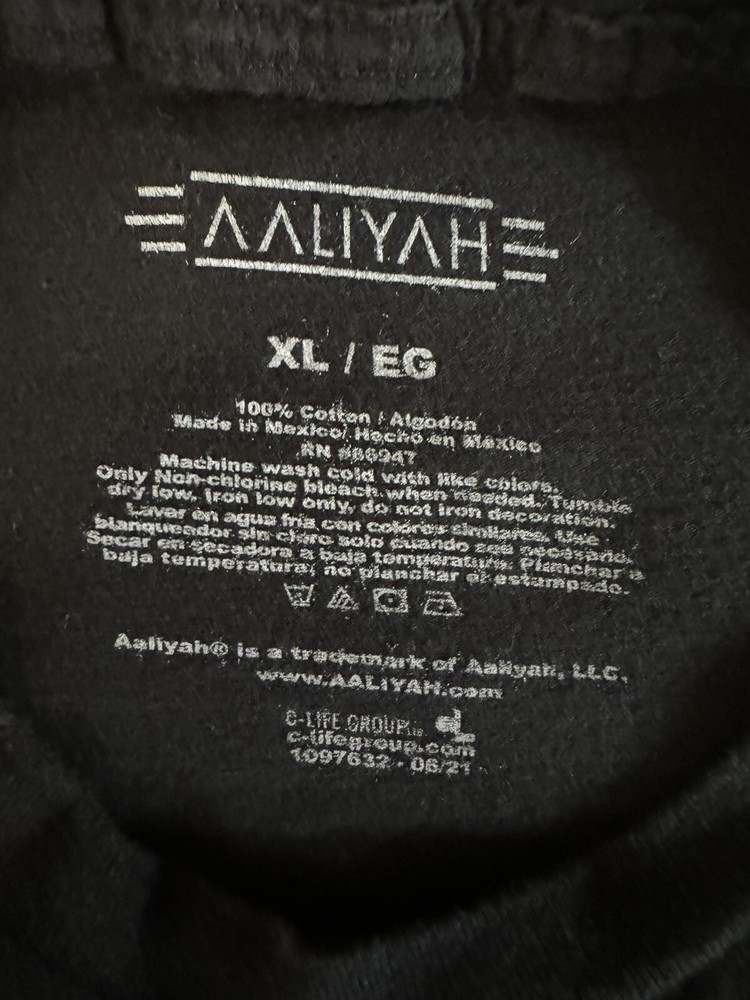 AALIYAH
XL / EG
100% Cotton / Algodón
Made in Mexico/ Hecho en México
RN #86947
Machine wash cold with like colors.
Only Non-chlorine bleach when needed. Tumble
dry low. Iron low only, do not iron decoration.
Lavar en agua fria con colores similares. Use
blanqueador sin cloro solo cuando sea necesario.
Secar en secadora a baja temperatura. Planchar a
baja temperatura, no planchar el estampado.
Aaliyah® is a trademark of Aaliyah, LLC.
www.AALIYAH.com
C-LIFE GROUP
c-lifegroup.com
1097632 - 06/21